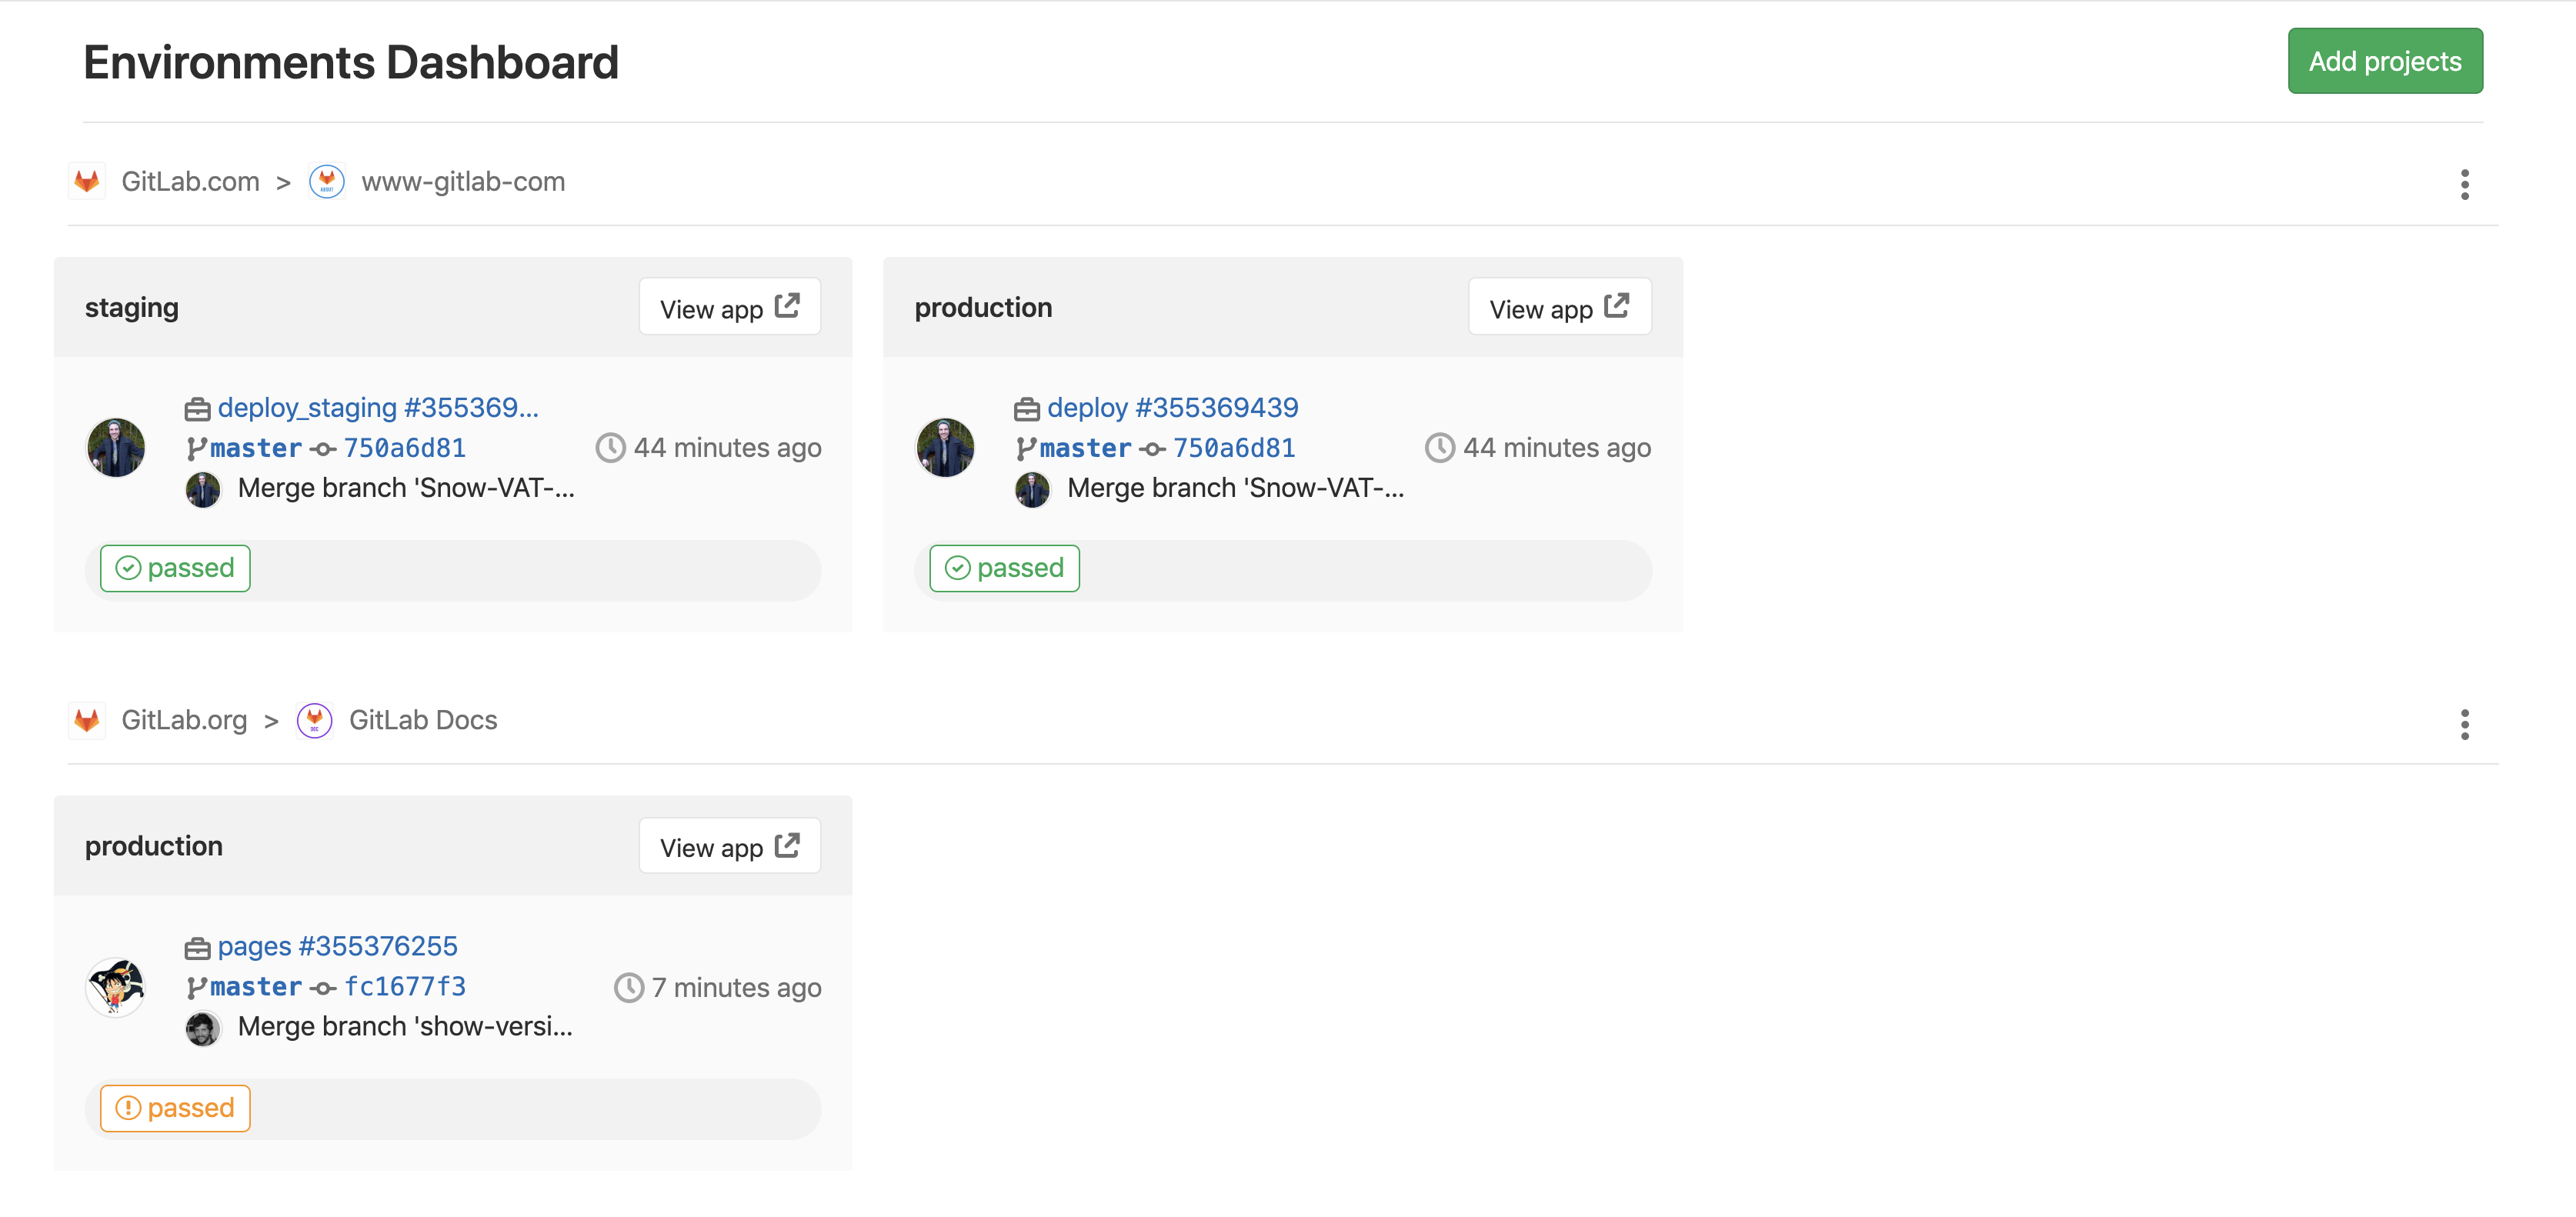 Environments Dashboard
Add projects
GitLab.com > www-gitlab-com
staging
View app
deploy_staging #355369...
master 750a6d81
44 minutes ago
Merge branch 'Snow-VAT-...
passed
production
View app
deploy #355369439
master 750a6d81
44 minutes ago
Merge branch 'Snow-VAT-...
passed
GitLab.org > GitLab Docs
production
View app
pages #355376255
master fc1677f3
7 minutes ago
Merge branch 'show-versi...
passed